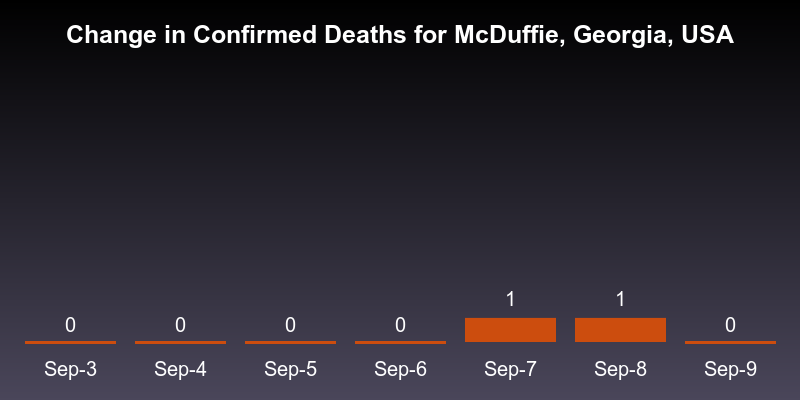 Change in Confirmed Deaths for McDuffie, Georgia, USA
0 0 0 0 1 1 0
Sep-3 Sep-4 Sep-5 Sep-6 Sep-7 Sep-8 Sep-9